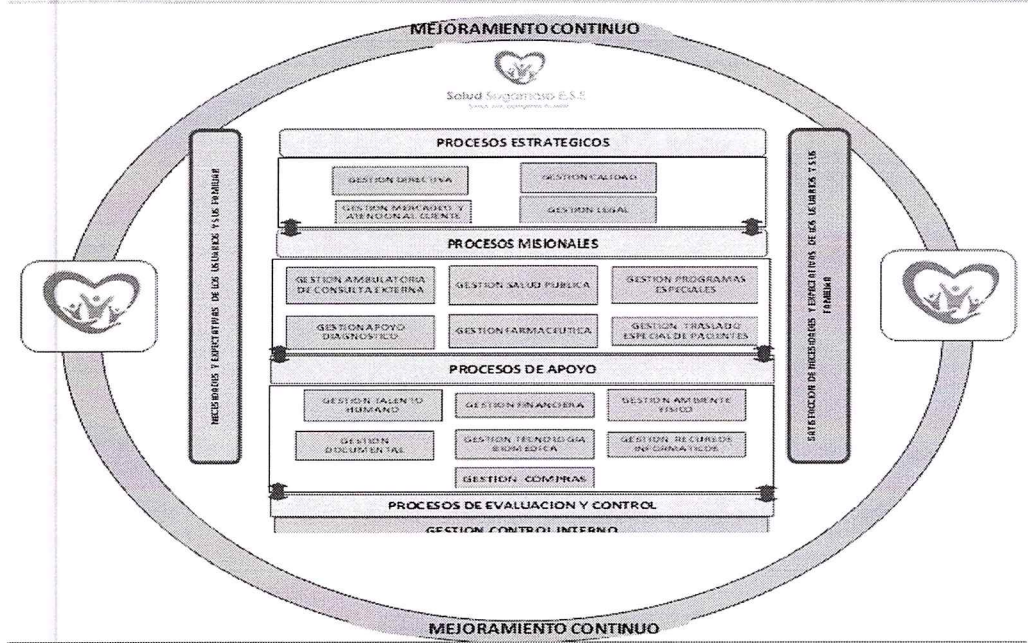 MEJORAMIENTO CONTINUO
Salud Sogamoso E.S.E
PROCESOS ESTRATEGICOS
GESTION DIRECTIVA
GESTION CALIDAD
GESTION MERCADEO Y
ATENCION AL CLIENTE
GESTION LEGAL
PROCESOS MISIONALES
GESTION AMBULATORIA
DE CONSULTA EXTERNA
GESTION SALUD PUBLICA
GESTION PROGRAMAS
ESPECIALES
GESTION APOYO
DIAGNOSTICO
GESTION FARMACEUTICA
GESTION TRASLADO
ESPECIAL DE PACIENTES
PROCESOS DE APOYO
GESTION TALENTO
HUMANO
GESTION FINANCIERA
GESTION AMBIENTE
FISICO
GESTION
DOCUMENTAL
GESTION TECNOLOGIA
BIOMEDICA
GESTION RECURSOS
INFORMATICOS
GESTION COMPRAS
PROCESOS DE EVALUACION Y CONTROL
GESTION CONTROL INTERNO
NECESIDADES Y EXPECTATIVAS DE LOS USUARIOS Y SUS FAMILIAR
SATISFACCION DE NECESIDADES Y EXPECTATIVAS DE LOS USUARIOS Y SUS
FAMILIAR
MEJORAMIENTO CONTINUO